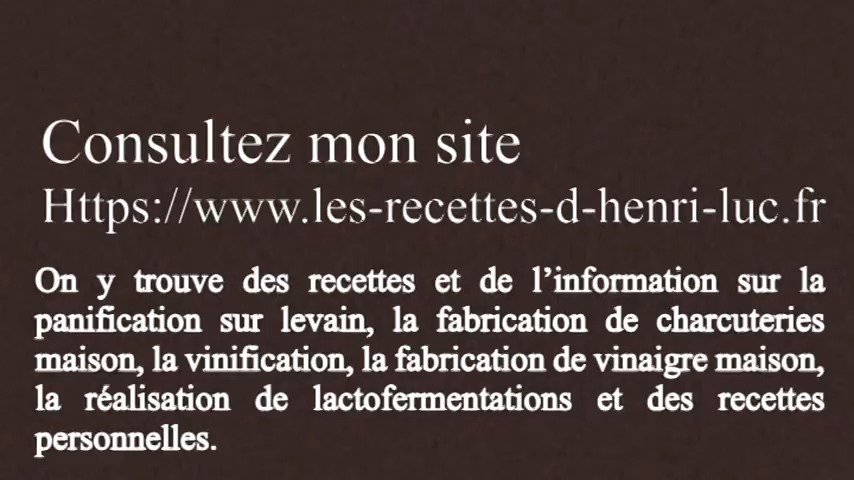 Consultez mon site
Https://www.les-recettes-d-henri-luc.fr
On y trouve des recettes et de l’information sur la
panification sur levain, la fabrication de charcuteries
maison, la vinification, la fabrication de vinaigre maison,
la réalisation de lactofermentations et des recettes
personnelles.